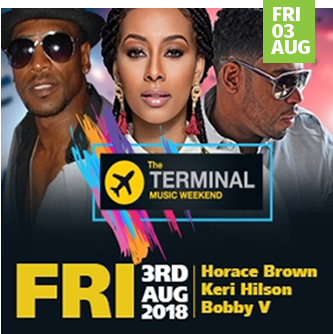 FRI
03
AUG
The
TERMINAL
MUSIC WEEKEND
FRI
3RD
AUG
2018
Horace Brown
Keri Hilson
Bobby V